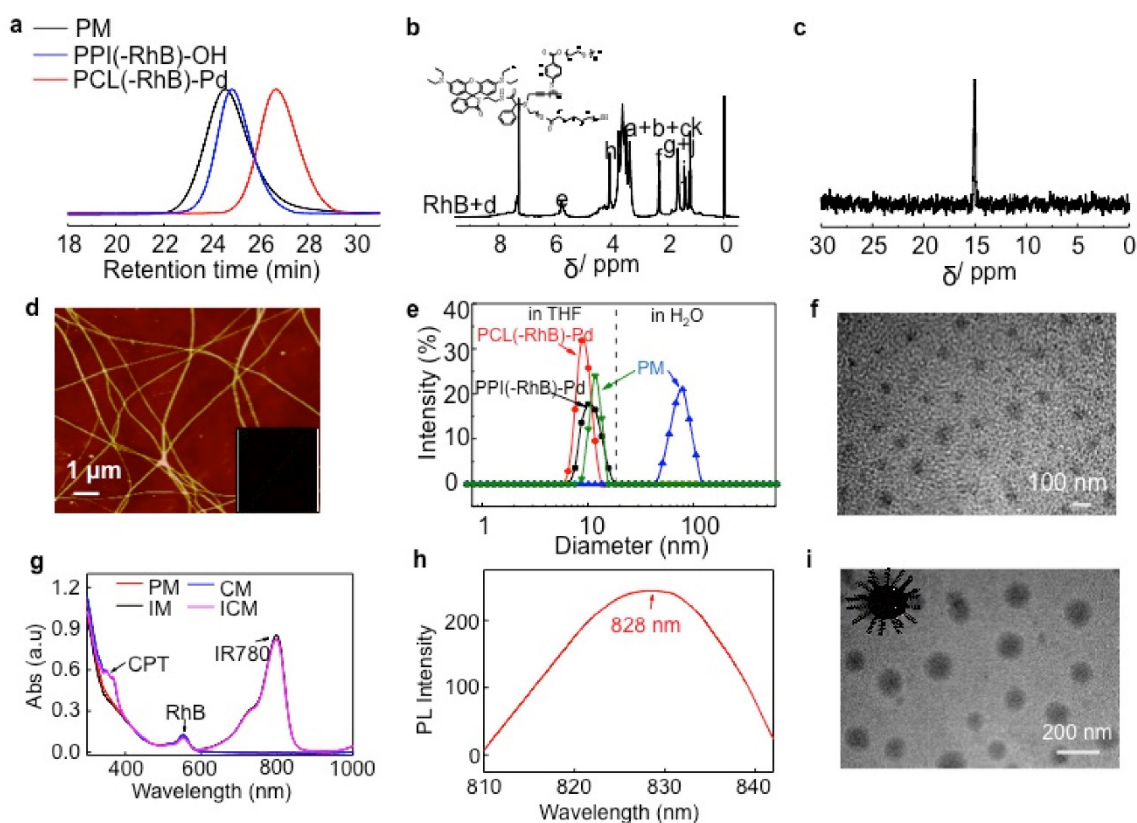 a
PM
PPI(-RhB)-OH
PCL(-RhB)-Pd
18 20 22 24 26 28 30
Retention time (min)
b
a+b+ck
h
g+i
RhB+d
e
8 6 4 2 0
δ/ ppm
c
30 25 20 15 10 5 0
δ/ ppm
d
1 μm
e
in THF
in H₂O
PCL(-RhB)-Pd
PM
PPI(-RhB)-Pd
40
30
20
10
0
Intensity (%)
1 10 100
Diameter (nm)
f
100 nm
g
PM CM
IM ICM
CPT
RhB
IR780
1.2
0.9
0.6
0.3
0.0
Abs (a.u)
400 600 800 1000
Wavelength (nm)
h
828 nm
200
100
0
PL Intensity
810 820 830 840
Wavelength (nm)
i
200 nm